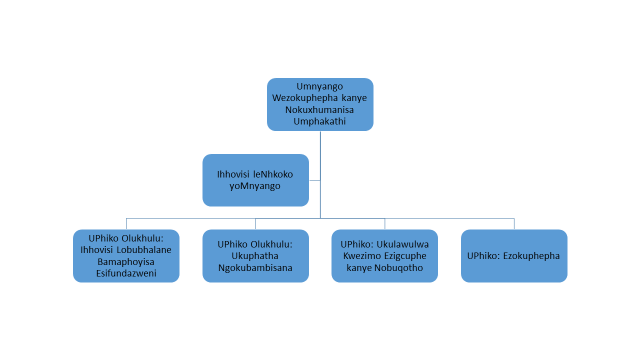 Umnyango
Wezokuphepha kanye
Nokuxhumanisa
Umphakathi
Ihhovisi leNhkoko
yoMnyango
UPhiko Olukhulu:
Ihhovisi Lobubhalane
Bamaphoyisa
Esifundazweni
UPhiko Olukhulu:
Ukuphatha
Ngokubambisana
UPhiko: Ukulawulwa
Kwezimo Ezigcuphe
kanye Nobuqotho
UPhiko: Ezokuphepha